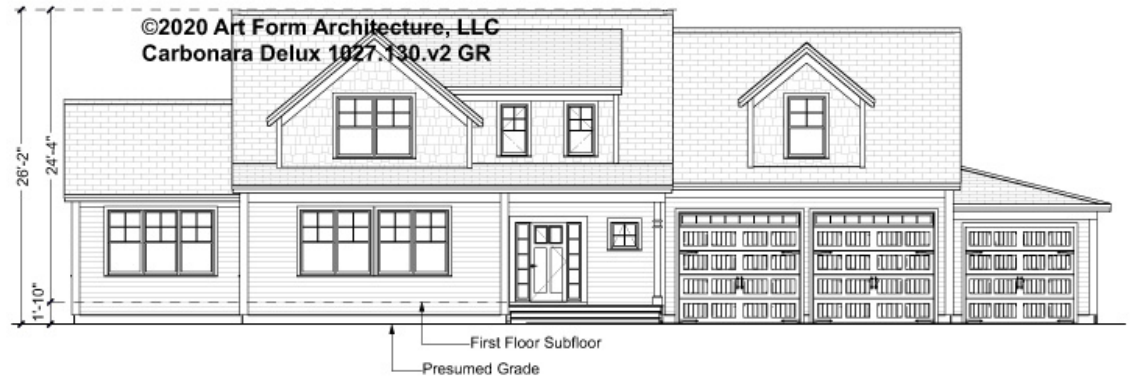 ©2020 Art Form Architecture, LLC
Carbonara Delux 1027.130.v2 GR
26'-2"
24'-4"
1'-10"
First Floor Subfloor
Presumed Grade